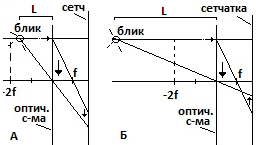 L
сетч
блик
-2f
f
оптич.
с-ма
А
L
сетчатка
блик
-2f
f
оптич.
с-ма
Б